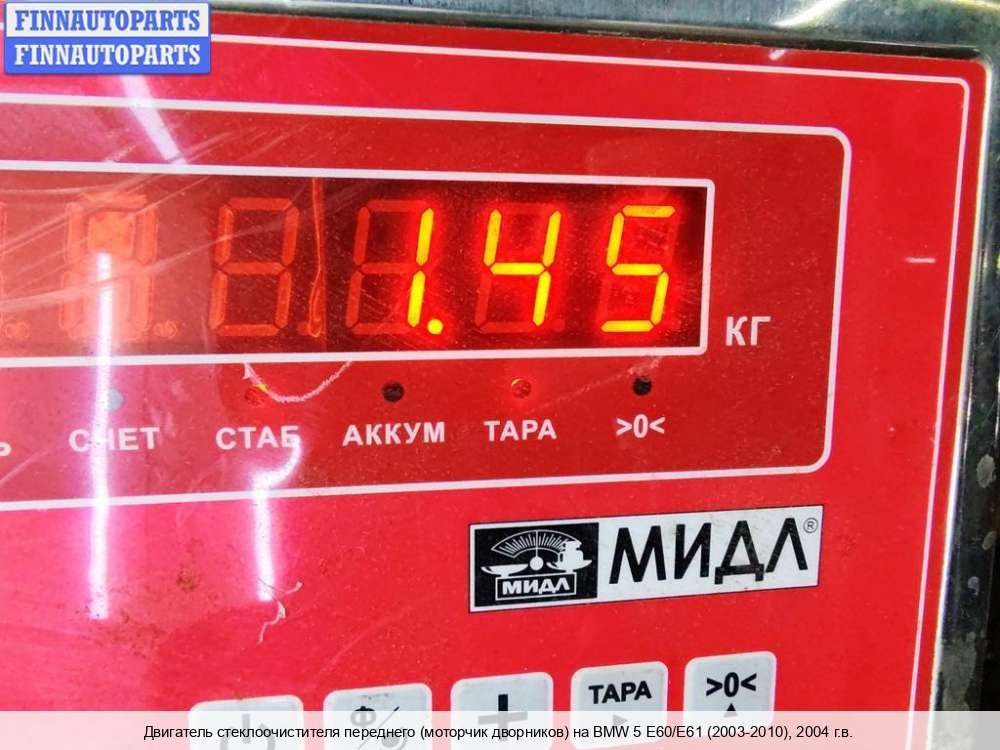 FINNAUTOPARTS
FINNAUTOPARTS
1.45
КГ
СЧЕТ СТАБ АККУМ ТАРА >0<
МИДЛ МИДЛ®
+ ТАРА >0<
Двигатель стеклоочистителя переднего (моторчик дворников) на BMW 5 E60/E61 (2003-2010), 2004 г.в.